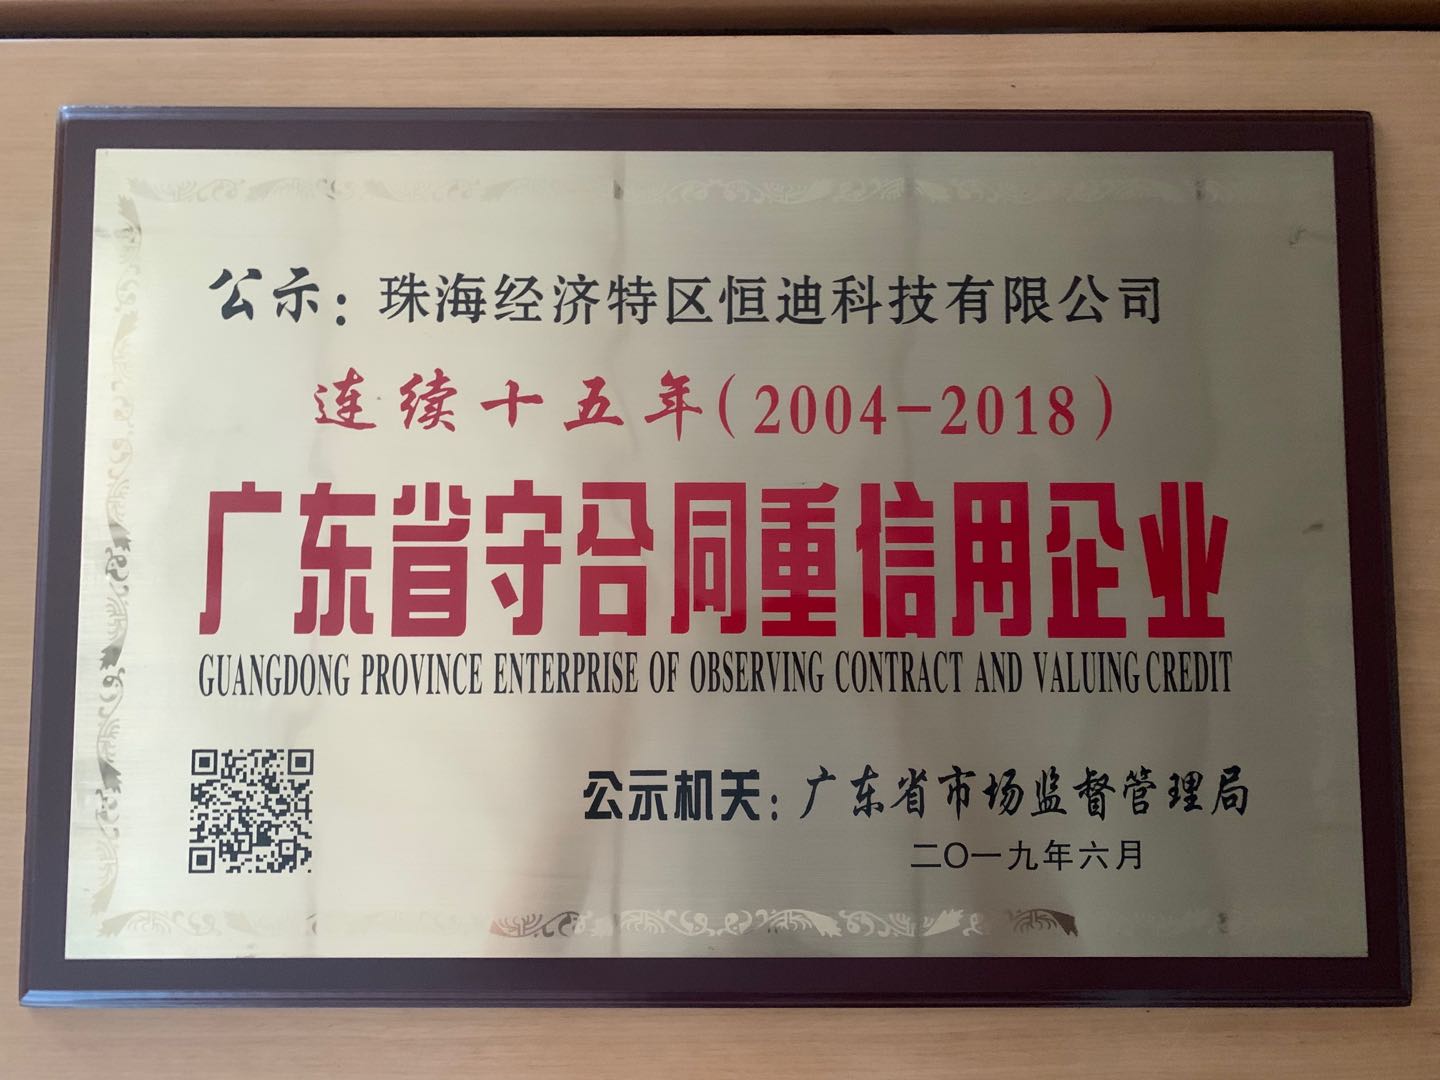 公示：珠海经济特区恒迪科技有限公司
连续十五年(2004-2018)
广东省守合同重信用企业
GUANGDONG PROVINCE ENTERPRISE OF OBSERVING CONTRACT AND VALUING CREDIT
公示机关：广东省市场监督管理局
二〇一九年六月